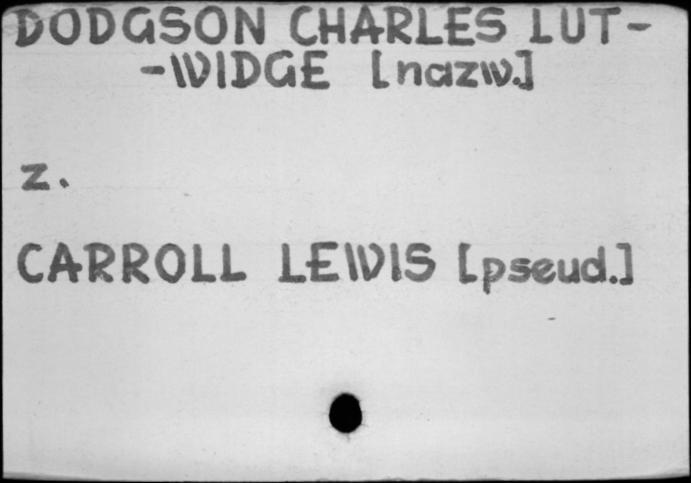 DODGSON CHARLES LUT-
-WIDGE [nazw.]
z.
CARROLL LEWIS [pseud.]